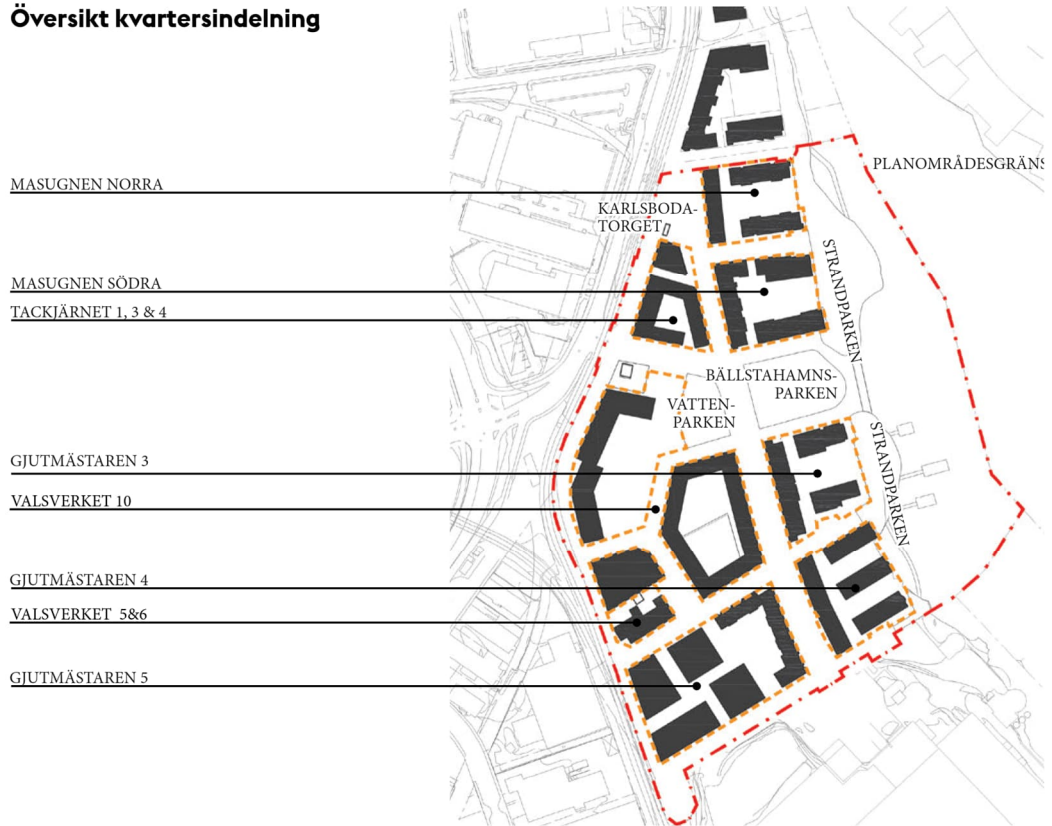 Översikt kvartersindelning
PLANOMRÅDESGRÄNS
MASUGNEN NORRA
KARLSBODA-
TORGET
STRANDPARKEN
MASUGNEN SÖDRA
TACKJÄRNET 1, 3 & 4
BÄLLSTAHAMNS-
PARKEN
VATTEN-
PARKEN
STRANDPARKEN
GJUTMÄSTAREN 3
VALSVERKET 10
GJUTMÄSTAREN 4
VALSVERKET 5&6
GJUTMÄSTAREN 5